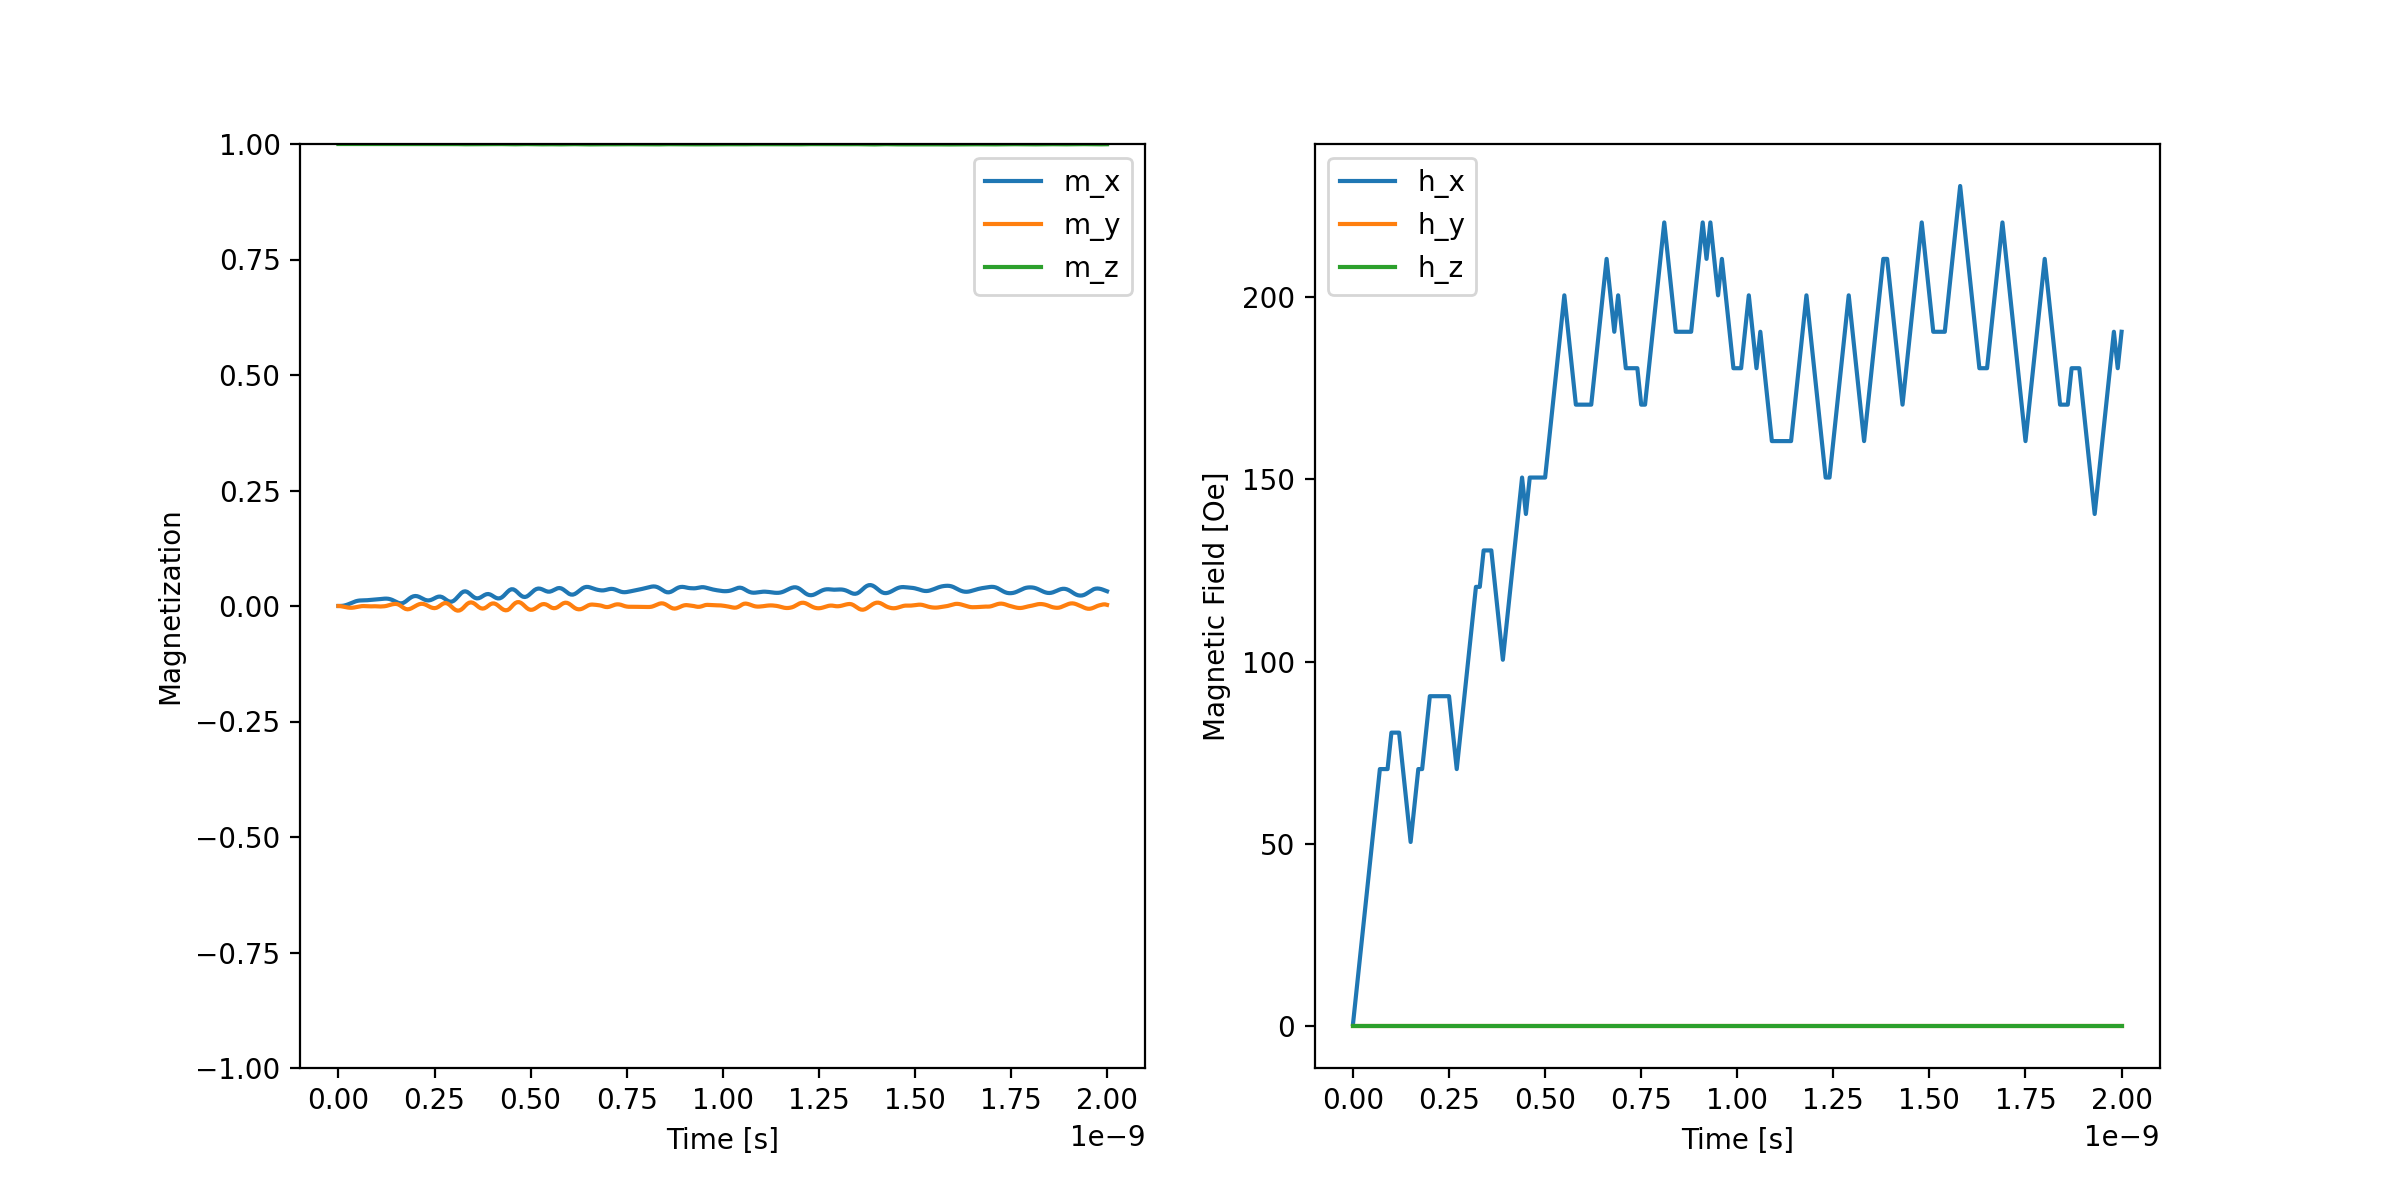 1.00
0.75
0.50
0.25
0.00
−0.25
−0.50
−0.75
−1.00
Magnetization
m_x
m_y
m_z
0.00 0.25 0.50 0.75 1.00 1.25 1.50 1.75 2.00
Time [s]
1e−9
200
150
100
50
0
Magnetic Field [Oe]
h_x
h_y
h_z
0.00 0.25 0.50 0.75 1.00 1.25 1.50 1.75 2.00
Time [s]
1e−9